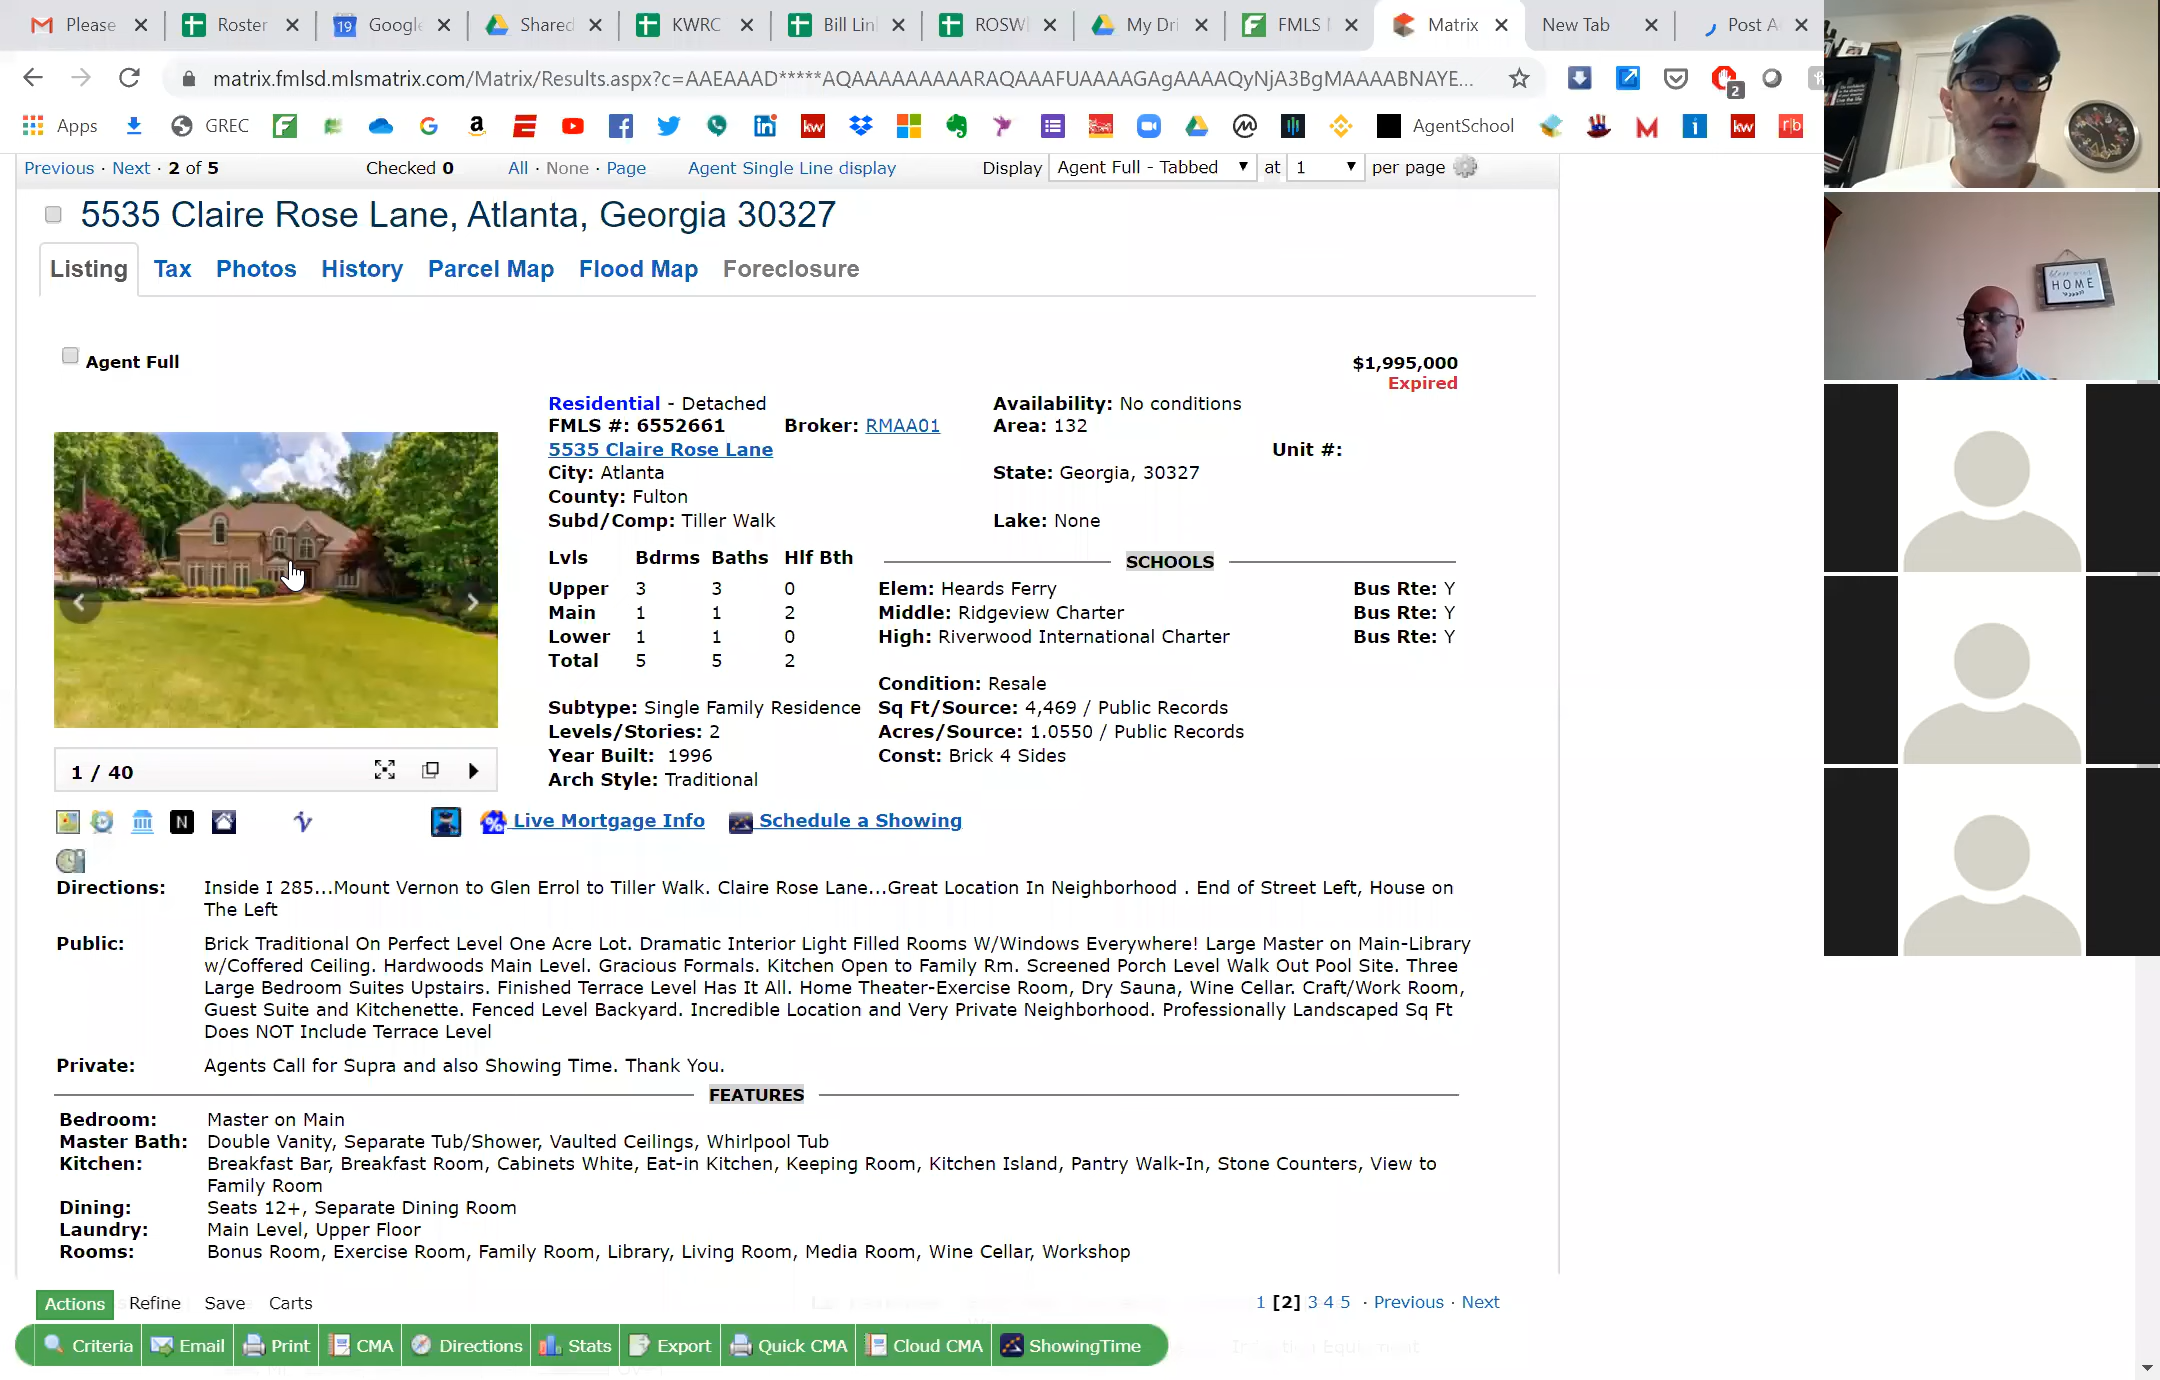 Please
Roster
19 Google
Shared
KWRC
Bill Lin
ROSW
My Dri
FMLS
Matrix
New Tab
Post A
matrix.fmlsd.mlsmatrix.com/Matrix/Results.aspx?c=AAEAAAD*****AQAAAAAAAAARAQAAAFUAAAAGAgAAAAQyNjA3BgMAAAABNAYE...
2
Apps
GREC
kw
AgentSchool
kw
rb
Previous · Next · 2 of 5
Checked 0
All · None · Page
Agent Single Line display
Display Agent Full - Tabbed at 1 per page
5535 Claire Rose Lane, Atlanta, Georgia 30327
Listing Tax Photos History Parcel Map Flood Map Foreclosure
Agent Full
$1,995,000
Expired
Residential - Detached
Availability: No conditions
FMLS #: 6552661 Broker: RMAA01 Area: 132
5535 Claire Rose Lane Unit #:
City: Atlanta State: Georgia, 30327
County: Fulton
Subd/Comp: Tiller Walk Lake: None
Lvls Bdrms Baths Hlf Bth SCHOOLS
Upper 3 3 0 Elem: Heards Ferry Bus Rte: Y
Main 1 1 2 Middle: Ridgeview Charter Bus Rte: Y
Lower 1 1 0 High: Riverwood International Charter Bus Rte: Y
Total 5 5 2
Condition: Resale
Subtype: Single Family Residence Sq Ft/Source: 4,469 / Public Records
Levels/Stories: 2 Acres/Source: 1.0550 / Public Records
Year Built: 1996 Const: Brick 4 Sides
Arch Style: Traditional
1 / 40
N
Live Mortgage Info Schedule a Showing
Directions: Inside I 285...Mount Vernon to Glen Errol to Tiller Walk. Claire Rose Lane...Great Location In Neighborhood . End of Street Left, House on
The Left
Public: Brick Traditional On Perfect Level One Acre Lot. Dramatic Interior Light Filled Rooms W/Windows Everywhere! Large Master on Main-Library
w/Coffered Ceiling. Hardwoods Main Level. Gracious Formals. Kitchen Open to Family Rm. Screened Porch Level Walk Out Pool Site. Three
Large Bedroom Suites Upstairs. Finished Terrace Level Has It All. Home Theater-Exercise Room, Dry Sauna, Wine Cellar. Craft/Work Room,
Guest Suite and Kitchenette. Fenced Level Backyard. Incredible Location and Very Private Neighborhood. Professionally Landscaped Sq Ft
Does NOT Include Terrace Level
Private: Agents Call for Supra and also Showing Time. Thank You.
FEATURES
Bedroom: Master on Main
Master Bath: Double Vanity, Separate Tub/Shower, Vaulted Ceilings, Whirlpool Tub
Kitchen: Breakfast Bar, Breakfast Room, Cabinets White, Eat-in Kitchen, Keeping Room, Kitchen Island, Pantry Walk-In, Stone Counters, View to
Family Room
Dining: Seats 12+, Separate Dining Room
Laundry: Main Level, Upper Floor
Rooms: Bonus Room, Exercise Room, Family Room, Library, Living Room, Media Room, Wine Cellar, Workshop
Actions Refine Save Carts
1 [2] 3 4 5 · Previous · Next
Criteria Email Print CMA Directions Stats Export Quick CMA Cloud CMA ShowingTime
HOME